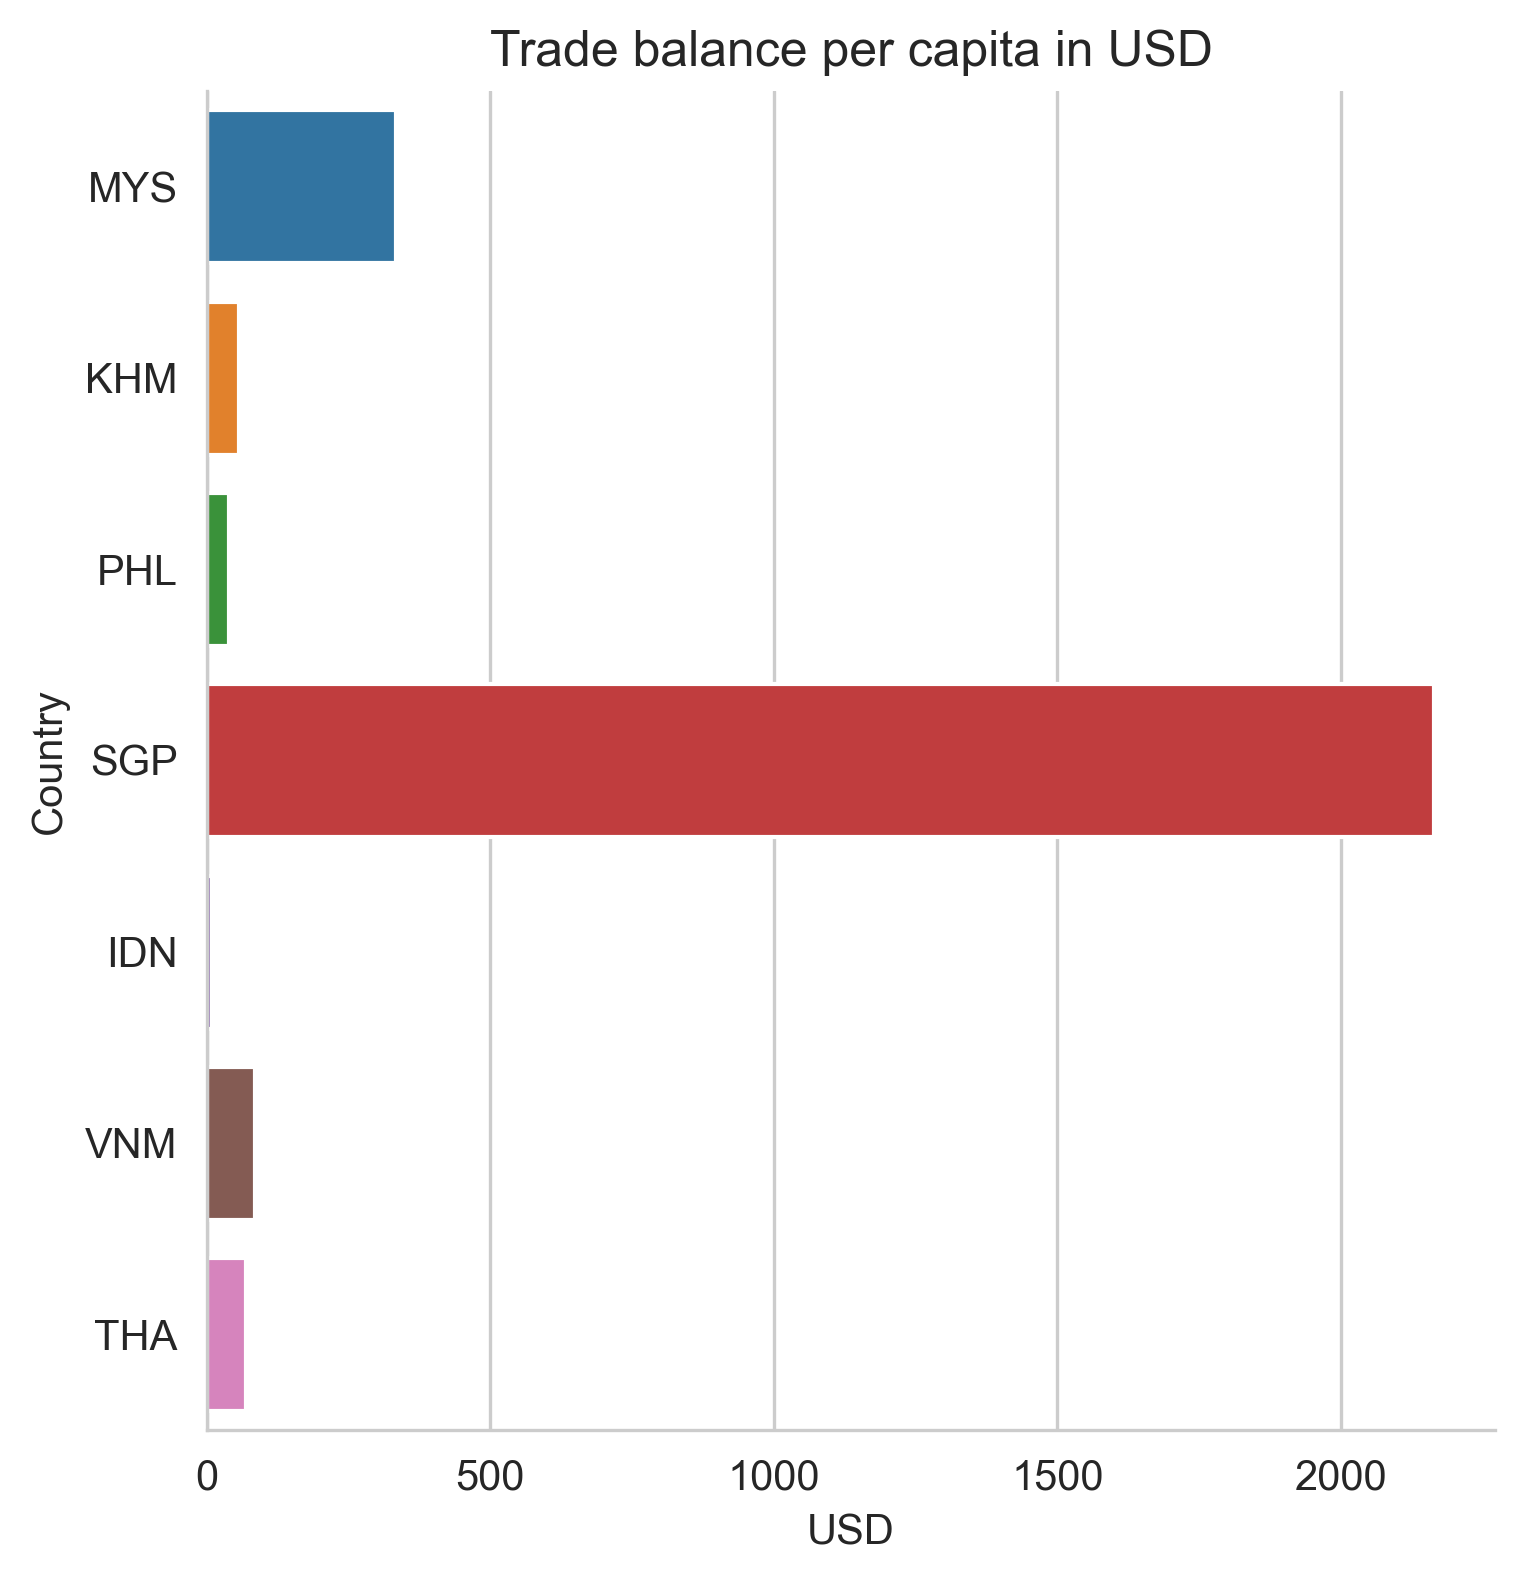 Trade balance per capita in USD
MYS
KHM
PHL
SGP
IDN
VNM
THA
Country
0 500 1000 1500 2000
USD